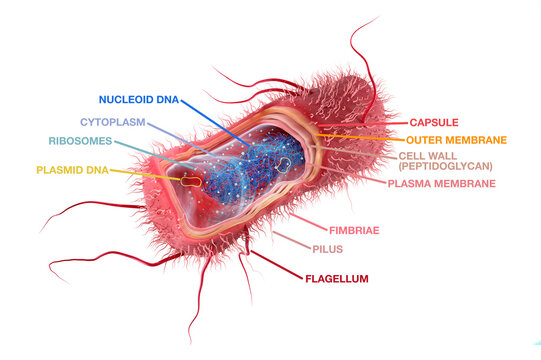 NUCLEOID DNA
CYTOPLASM
RIBOSOMES
PLASMID DNA
CAPSULE
OUTER MEMBRANE
CELL WALL
(PEPTIDOGLYCAN)
PLASMA MEMBRANE
FIMBRIAE
PILUS
FLAGELLUM